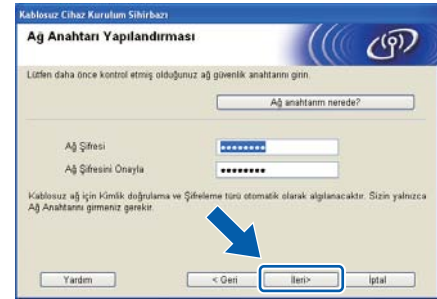 Kablosuz Cihaz Kurulum Sihirbazı
Ağ Anahtarı Yapılandırması
Lütfen daha önce kontrol etmiş olduğunuz ağ güvenlik anahtarını girin.
Ağ anahtarım nerede?
Ağ Şifresi
Ağ Şifresini Onayla
Kablosuz ağ için Kimlik doğrulama ve Şifreleme türü otomatik olarak algılanacaktır. Sizin yalnızca
Ağ Anahtarını girmeniz gerekir.
Yardım < Geri İleri> İptal